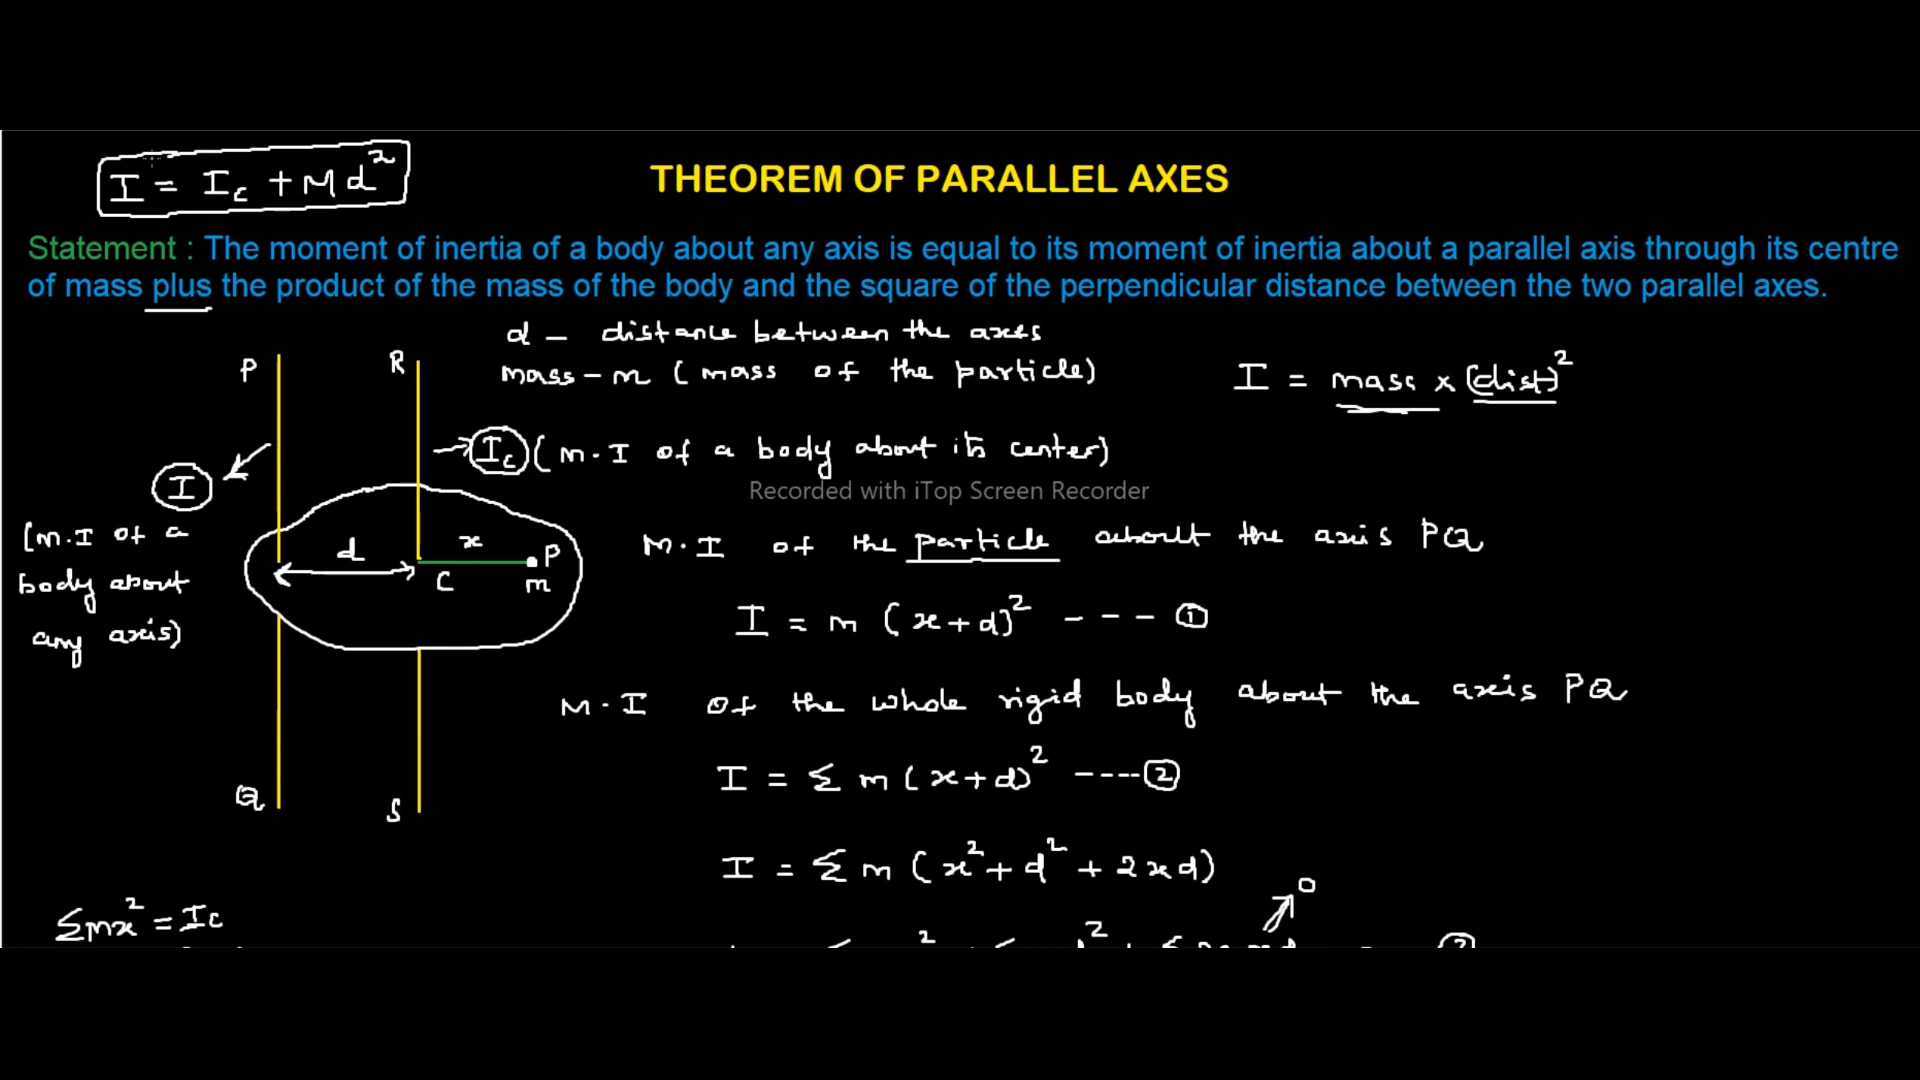 I = Ic + Md²
THEOREM OF PARALLEL AXES
Statement : The moment of inertia of a body about any axis is equal to its moment of inertia about a parallel axis through its centre
of mass plus the product of the mass of the body and the square of the perpendicular distance between the two parallel axes.
d – distance between the axes
mass – m (mass of the particle)
I = mass × (dist)²
P
R
Ic (M.I of a body about its center)
I
Recorded with iTop Screen Recorder
(M.I of a
body about
any axis)
d
x
P
C
m
M.I of the particle about the axis PQ
I = m (x+d)² - - - ①
M.I of the whole rigid body about the axis PQ
Q
S
I = Σ m (x+d)² ---- ②
I = Σ m (x² + d² + 2xd)
0
Σmx² = Ic